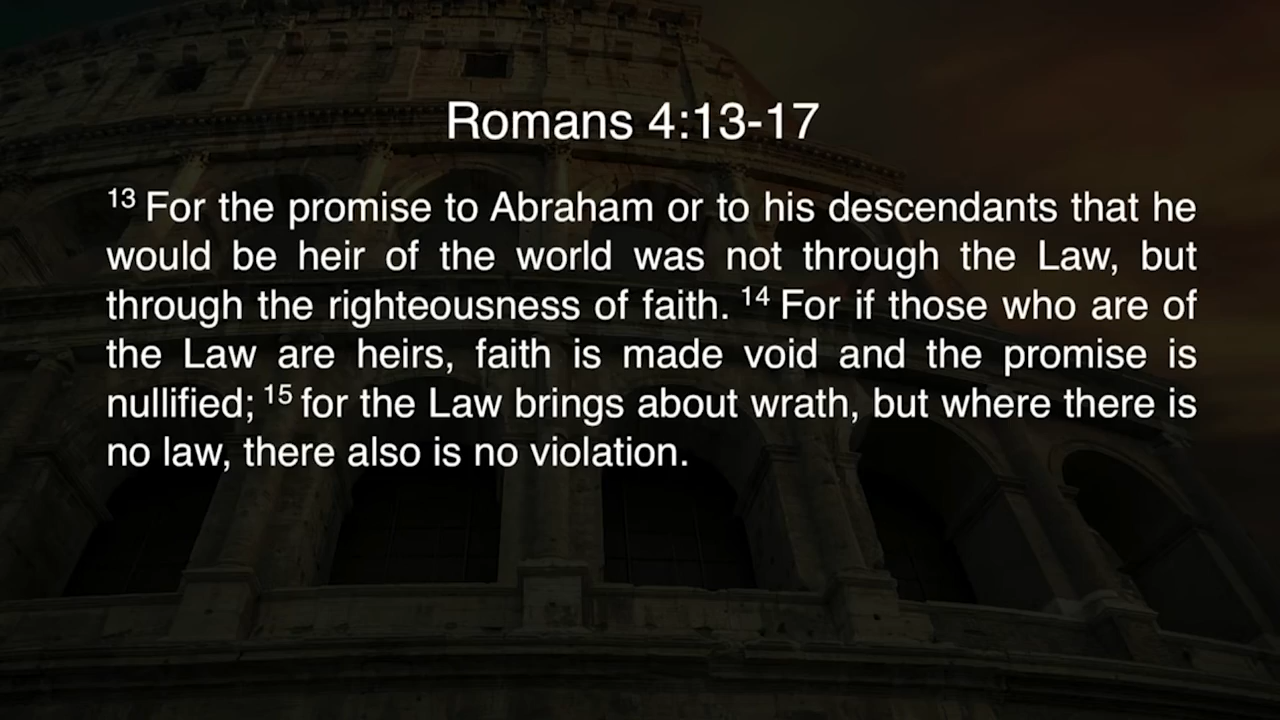 Romans 4:13-17
13 For the promise to Abraham or to his descendants that he
would be heir of the world was not through the Law, but
through the righteousness of faith. 14 For if those who are of
the Law are heirs, faith is made void and the promise is
nullified; 15 for the Law brings about wrath, but where there is
no law, there also is no violation.